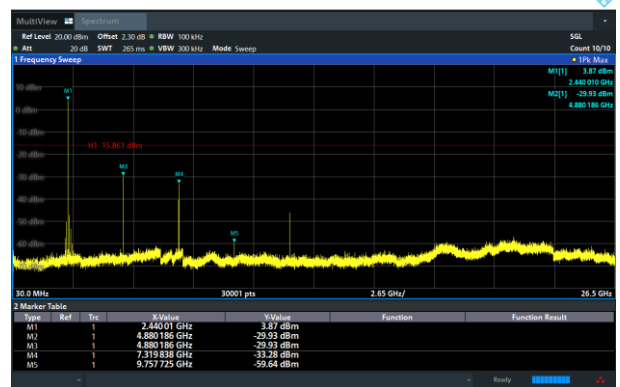 MultiView Spectrum
Ref Level 20.00 dBm Offset 2.30 dB RBW 100 kHz SGL
Att 20 dB SWT 265 ms VBW 300 kHz Mode Sweep Count 10/10
1 Frequency Sweep 1Pk Max
M1[1] 3.87 dBm
2.440 010 GHz
M2[1] -29.93 dBm
4.880 186 GHz
10 dBm
M1
0 dBm
-10 dBm
H1 -15.861 dBm
-20 dBm
M3
M4
-30 dBm
-40 dBm
-50 dBm
M5
-60 dBm
30.0 MHz 30001 pts 2.65 GHz/ 26.5 GHz
2 Marker Table
Type Ref Trc X-Value Y-Value Function Function Result
M1 1 2.440 01 GHz 3.87 dBm
M2 1 4.880 186 GHz -29.93 dBm
M3 1 4.880 186 GHz -29.93 dBm
M4 1 7.319 838 GHz -33.28 dBm
M5 1 9.757 725 GHz -59.64 dBm
Ready